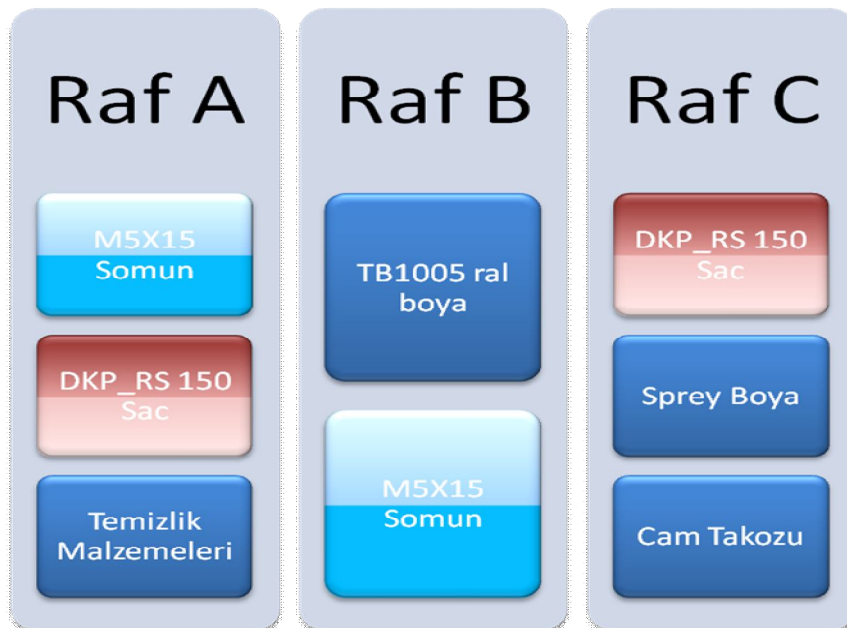 Raf A
M5X15
Somun
DKP_RS 150
Sac
Temizlik
Malzemeleri
Raf B
TB1005 ral
boya
M5X15
Somun
Raf C
DKP_RS 150
Sac
Sprey Boya
Cam Takozu